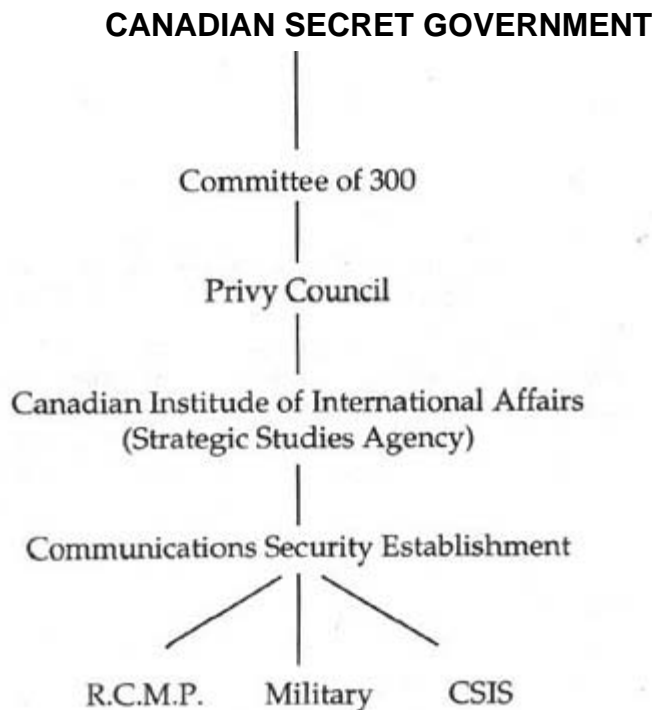 CANADIAN SECRET GOVERNMENT
Committee of 300
Privy Council
Canadian Institude of International Affairs
(Strategic Studies Agency)
Communications Security Establishment
R.C.M.P. Military CSIS